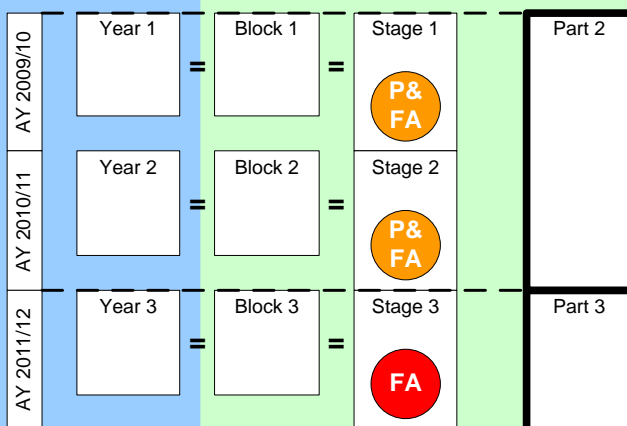 AY 2009/10
Year 1
=
Block 1
=
Stage 1
P&
FA
Part 2
AY 2010/11
Year 2
=
Block 2
=
Stage 2
P&
FA
AY 2011/12
Year 3
=
Block 3
=
Stage 3
FA
Part 3